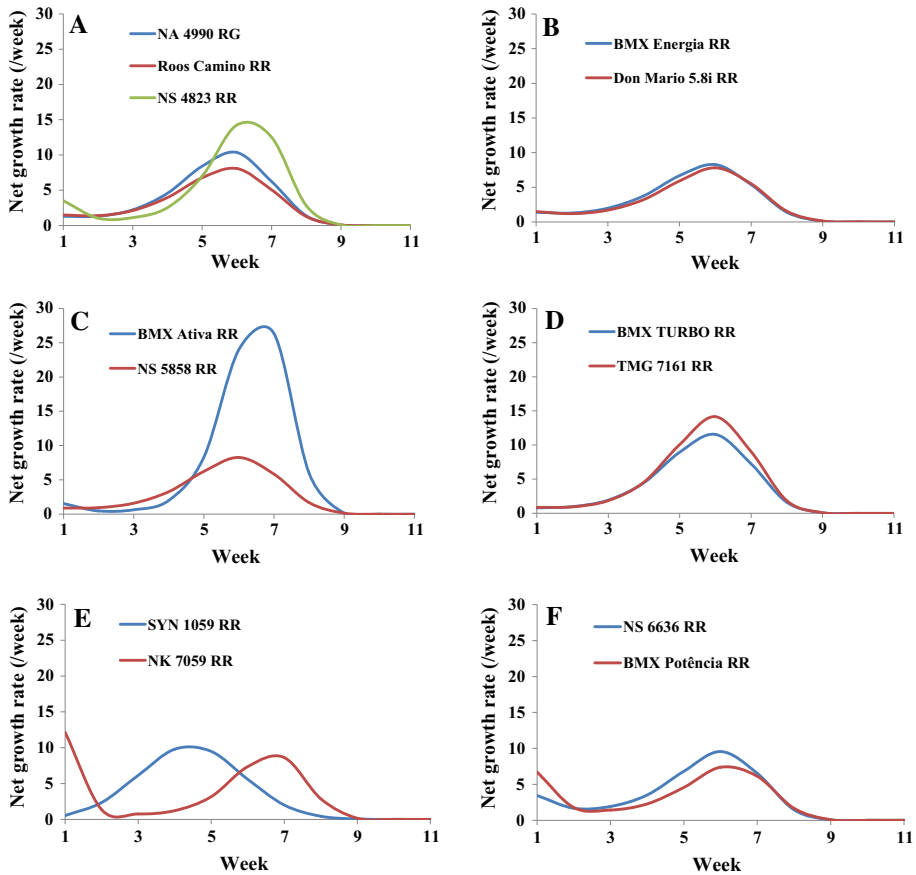 A
NA 4990 RG
Roos Camino RR
NS 4823 RR
Net growth rate (/week)
30
25
20
15
10
5
0
1 3 5 7 9 11
Week
B
BMX Energia RR
Don Mario 5.8i RR
Net growth rate (/week)
30
25
20
15
10
5
0
1 3 5 7 9 11
Week
C
BMX Ativa RR
NS 5858 RR
Net growth rate (/week)
30
25
20
15
10
5
0
1 3 5 7 9 11
Week
D
BMX TURBO RR
TMG 7161 RR
Net growth rate (/week)
30
25
20
15
10
5
0
1 3 5 7 9 11
Week
E
SYN 1059 RR
NK 7059 RR
Net growth rate (/week)
30
25
20
15
10
5
0
1 3 5 7 9 11
Week
F
NS 6636 RR
BMX Potência RR
Net growth rate (/week)
30
25
20
15
10
5
0
1 3 5 7 9 11
Week